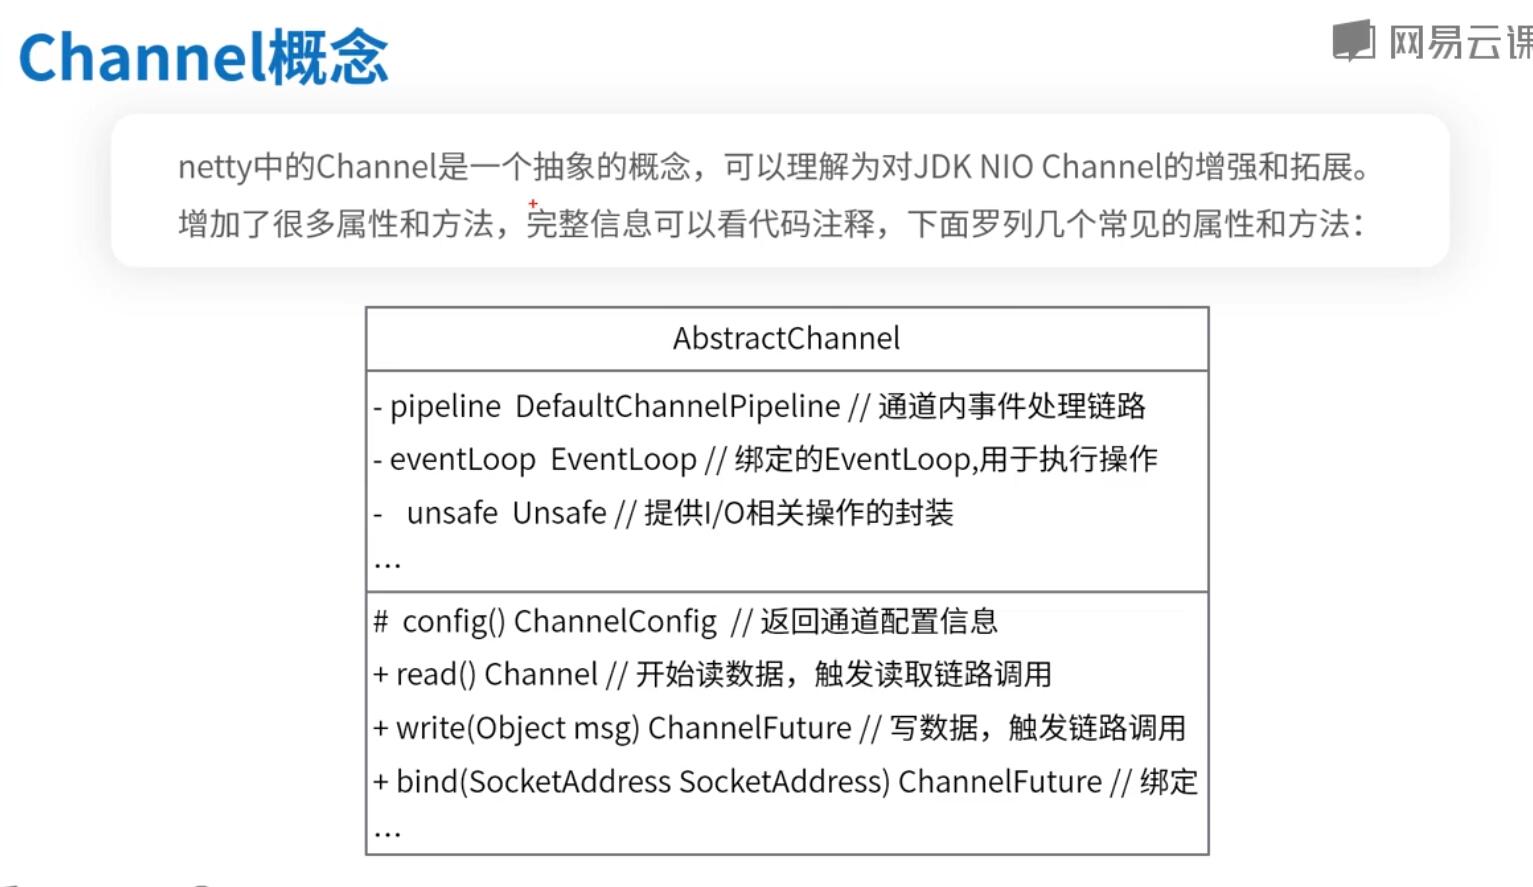 Channel概念
网易云课
netty中的Channel是一个抽象的概念，可以理解为对JDK NIO Channel的增强和拓展。
增加了很多属性和方法，完整信息可以看代码注释，下面罗列几个常见的属性和方法：
AbstractChannel
- pipeline DefaultChannelPipeline // 通道内事件处理链路
- eventLoop EventLoop // 绑定的EventLoop,用于执行操作
- unsafe Unsafe // 提供I/O相关操作的封装
...
# config() ChannelConfig // 返回通道配置信息
+ read() Channel // 开始读数据，触发读取链路调用
+ write(Object msg) ChannelFuture // 写数据，触发链路调用
+ bind(SocketAddress SocketAddress) ChannelFuture // 绑定
...